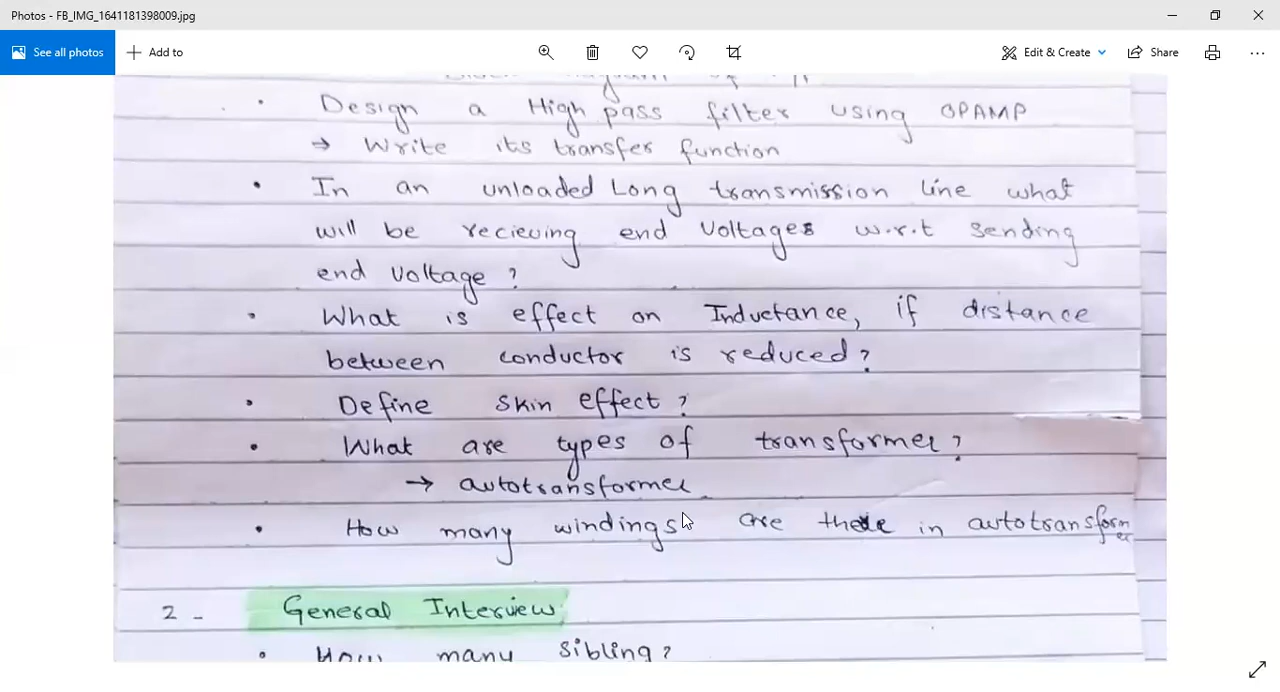 Photos - FB_IMG_1641181398009.jpg
See all photos
Add to
Edit & Create
Share
Design a High pass filter using OPAMP
→ Write its transfer function
In an unloaded Long transmission line what
will be recieving end voltages w.r.t sending
end voltage ?
What is effect on Inductance, if distance
between conductor is reduced ?
Define skin effect ?
What are types of transformer ?
→ autotransformer
How many windings are there in autotransformer
2 - General Interview
How many sibling?